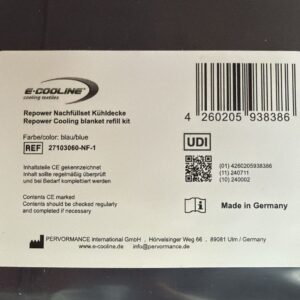 E·COOLINE®
cooling textiles
Repower Nachfüllset Kühldecke
Repower Cooling blanket refill kit
Farbe/color: blau/blue
REF 27103060-NF-1
Inhaltsteile CE gekennzeichnet
Inhalt sollte regelmäßig überprüft
und bei Bedarf komplettiert werden
Contents CE marked
Contents should be checked regularly
and completed if necessary
4 260205 938386
UDI
(01) 4260205938386
(11) 240711
(10) 240002
Made in Germany
PERVORMANCE international GmbH / Hörvelsinger Weg 66 / 89081 Ulm / Germany
www.e-cooline.de www.pervormance.de